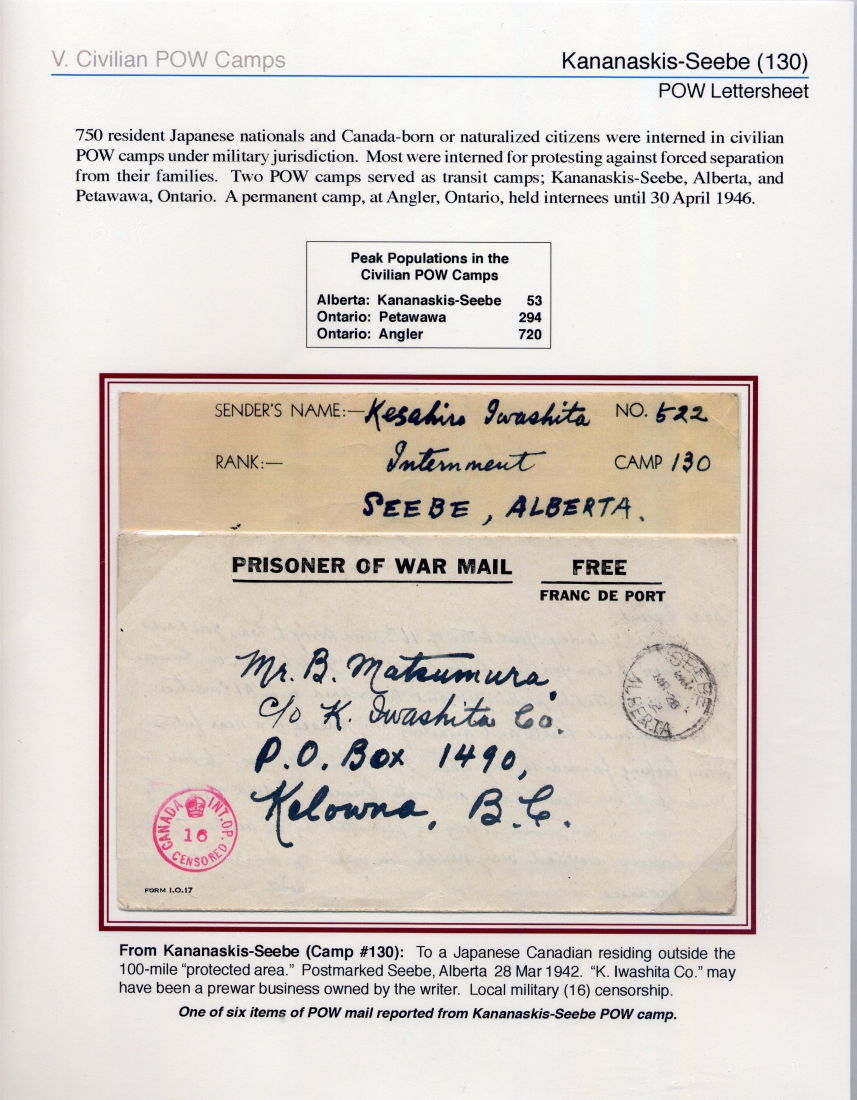 V. Civilian POW Camps
Kananaskis-Seebe (130)
POW Lettersheet
750 resident Japanese nationals and Canada-born or naturalized citizens were interned in civilian
POW camps under military jurisdiction. Most were interned for protesting against forced separation
from their families. Two POW camps served as transit camps; Kananaskis-Seebe, Alberta, and
Petawawa, Ontario. A permanent camp, at Angler, Ontario, held internees until 30 April 1946.
Peak Populations in the
Civilian POW Camps
Alberta: Kananaskis-Seebe 53
Ontario: Petawawa 294
Ontario: Angler 720
SENDER'S NAME:— Kesahiro Iwashita NO. 522
RANK:— Internment CAMP 130
SEEBE, ALBERTA.
PRISONER OF WAR MAIL FREE
FRANC DE PORT
Mr. B. Matsumura,
c/o K. Iwashita Co.
P.O. Box 1490,
Kelowna, B.C.
SEEBE
ALBERTA
CANADA INT. OP.
16
CENSORED
FORM I.O.17
From Kananaskis-Seebe (Camp #130): To a Japanese Canadian residing outside the
100-mile “protected area.” Postmarked Seebe, Alberta 28 Mar 1942. “K. Iwashita Co.” may
have been a prewar business owned by the writer. Local military (16) censorship.
One of six items of POW mail reported from Kananaskis-Seebe POW camp.